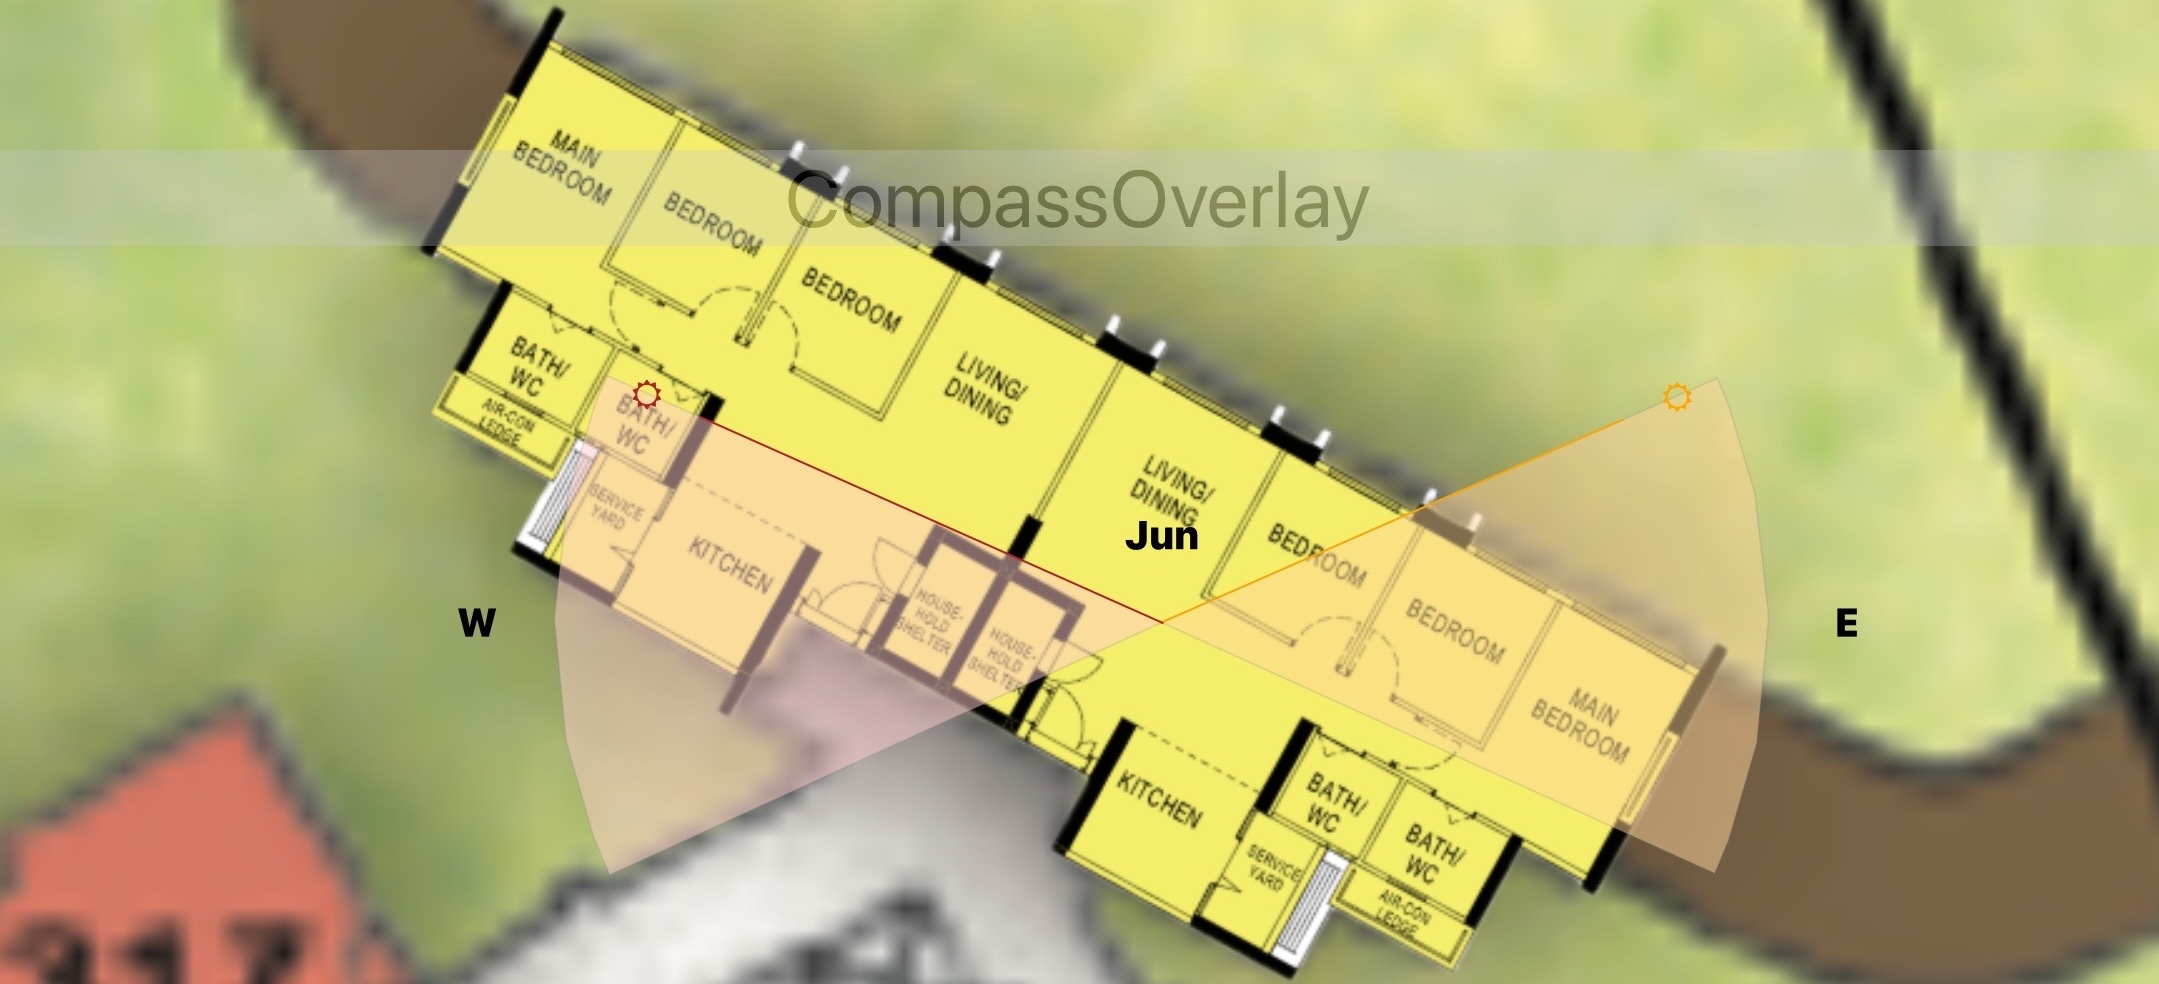 CompassOverlay
MAIN
BEDROOM
BEDROOM
BEDROOM
LIVING/
DINING
BATH/
WC
AIR-CON
LEDGE
BATH/
WC
SERVICE
YARD
KITCHEN
HOUSE-
HOLD
SHELTER
HOUSE-
HOLD
SHELTER
LIVING/
DINING
Jun
BEDROOM
BEDROOM
MAIN
BEDROOM
W
E
KITCHEN
BATH/
WC
BATH/
WC
SERVICE
YARD
AIR-CON
LEDGE
317